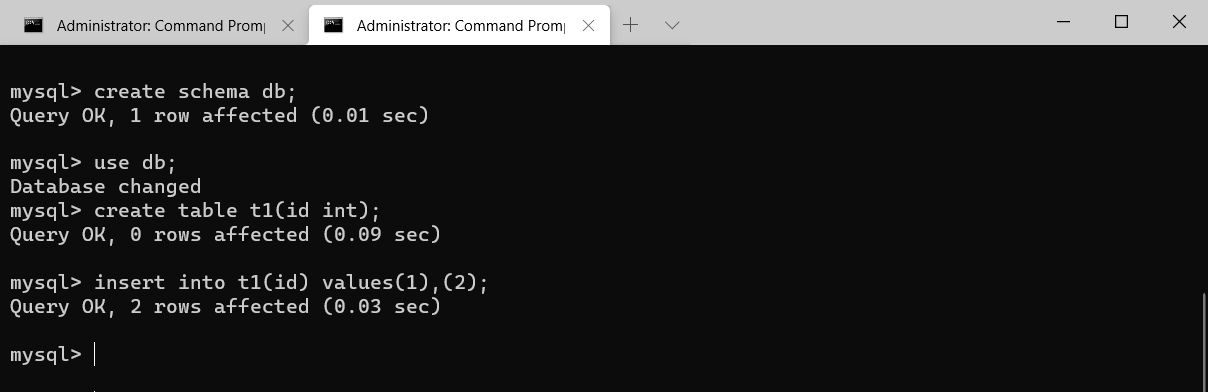 Administrator: Command Promp
Administrator: Command Promp
mysql> create schema db;
Query OK, 1 row affected (0.01 sec)
mysql> use db;
Database changed
mysql> create table t1(id int);
Query OK, 0 rows affected (0.09 sec)
mysql> insert into t1(id) values(1),(2);
Query OK, 2 rows affected (0.03 sec)
mysql>